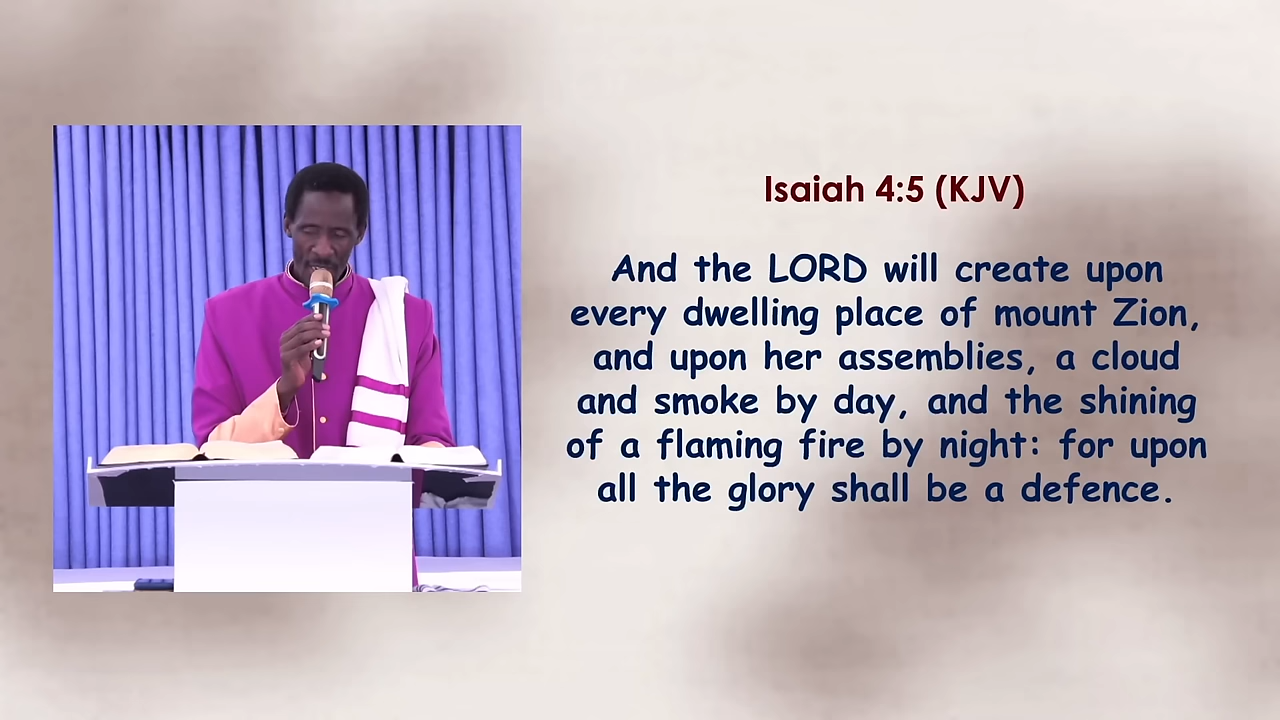 Isaiah 4:5 (KJV)
And the LORD will create upon
every dwelling place of mount Zion,
and upon her assemblies, a cloud
and smoke by day, and the shining
of a flaming fire by night: for upon
all the glory shall be a defence.